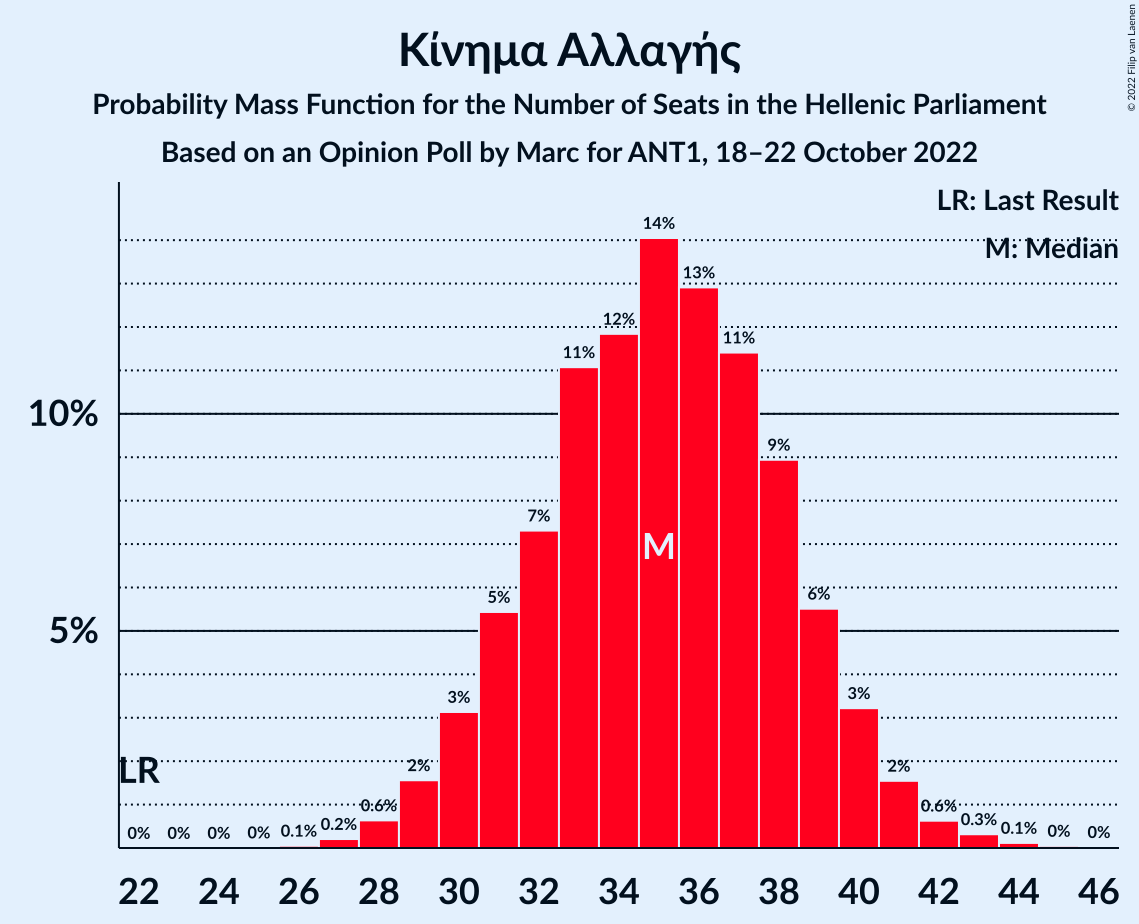 Κίνημα Αλλαγής
Probability Mass Function for the Number of Seats in the Hellenic Parliament
Based on an Opinion Poll by Marc for ANT1, 18–22 October 2022
© 2022 Filip van Laenen
LR: Last Result
M: Median
14%
13%
12%
11%
11%
10%
9%
7%
M
6%
5%
5%
3%
3%
LR
2%
2%
0.6%
0.6%
0% 0% 0% 0% 0.1% 0.2% 0.3% 0.1% 0% 0%
22 24 26 28 30 32 34 36 38 40 42 44 46